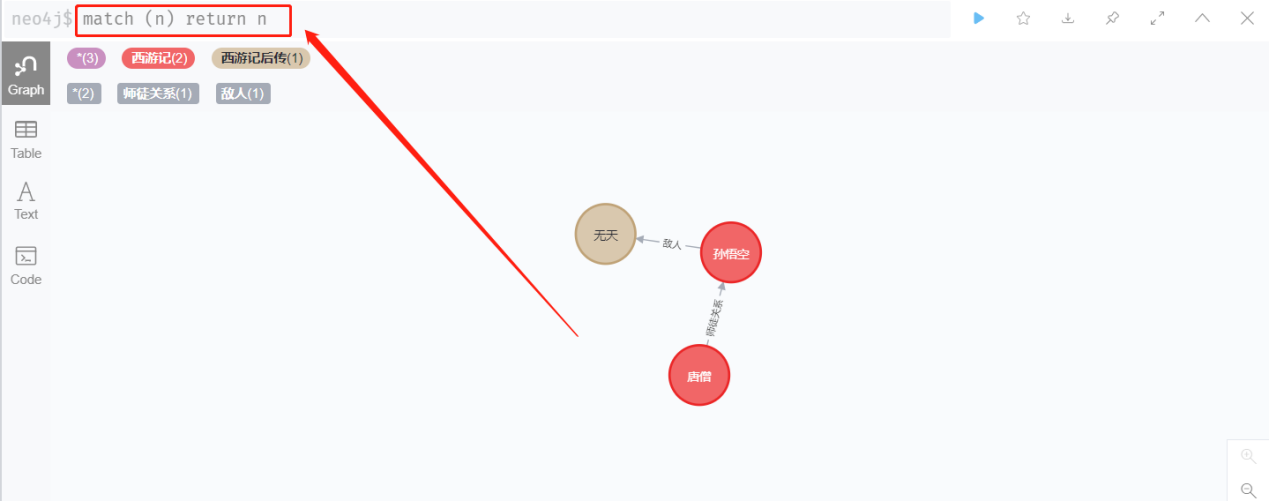 neo4j$ match (n) return n
*(3) 西游记(2) 西游记后传(1)
*(2) 师徒关系(1) 敌人(1)
Graph
Table
Text
Code
无天
敌人
孙悟空
师徒关系
唐僧